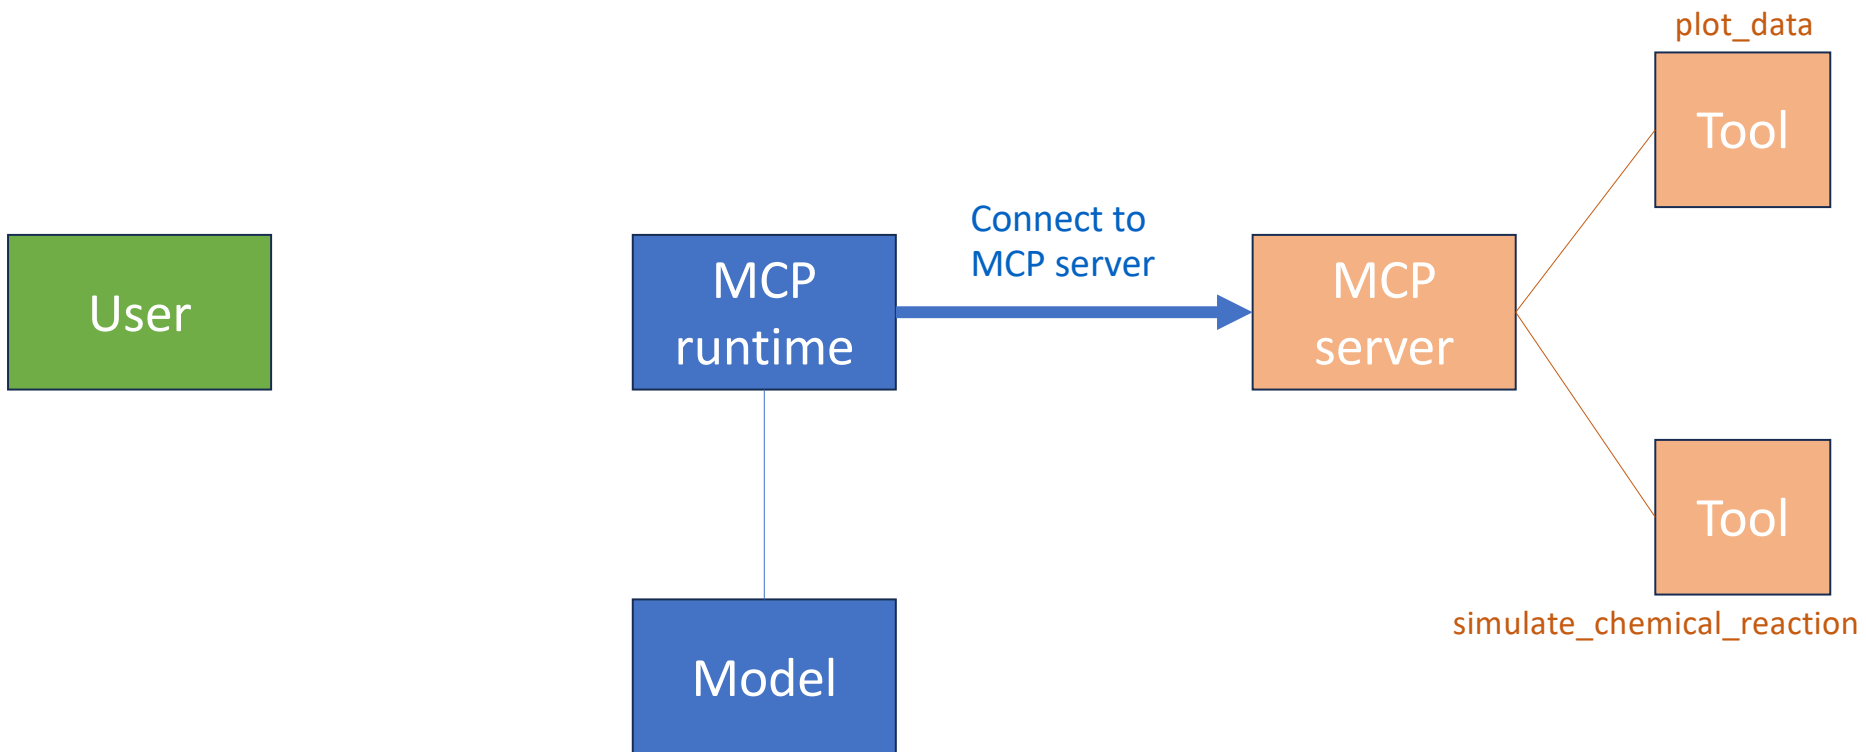 plot_data
Tool
Connect to
MCP server
User
MCP
runtime
MCP
server
Tool
simulate_chemical_reaction
Model